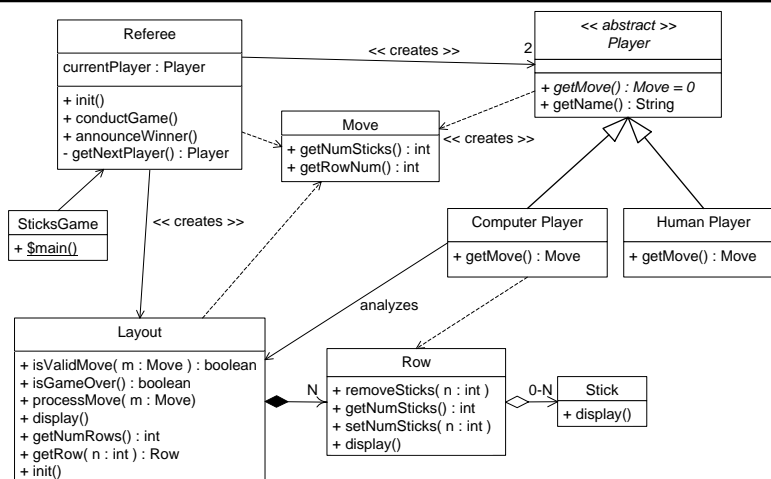 Referee
currentPlayer : Player
+ init()
+ conductGame()
+ announceWinner()
- getNextPlayer() : Player
<< creates >>
2
<< abstract >>
Player
+ getMove() : Move = 0
+ getName() : String
Move
+ getNumSticks() : int
+ getRowNum() : int
<< creates >>
SticksGame
+ $main()
<< creates >>
Computer Player
+ getMove() : Move
Human Player
+ getMove() : Move
analyzes
Layout
+ isValidMove( m : Move ) : boolean
+ isGameOver() : boolean
+ processMove( m : Move)
+ display()
+ getNumRows() : int
+ getRow( n : int ) : Row
+ init()
N
Row
+ removeSticks( n : int )
+ getNumSticks() : int
+ setNumSticks( n : int )
+ display()
0-N
Stick
+ display()